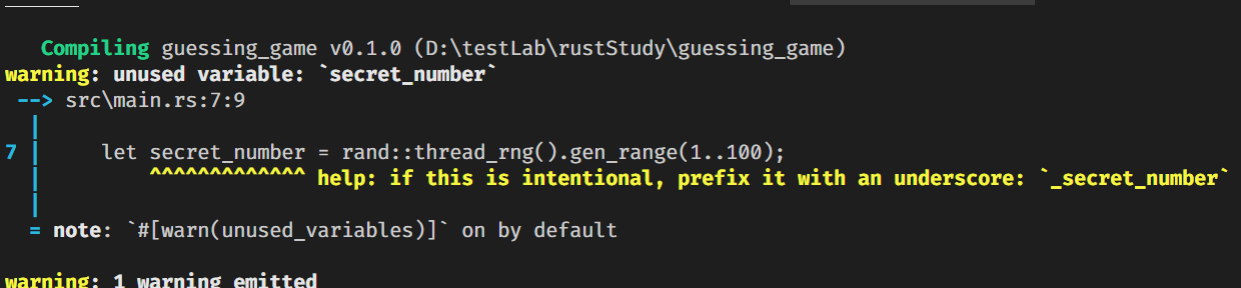 Compiling guessing_game v0.1.0 (D:\testLab\rustStudy\guessing_game)
warning: unused variable: `secret_number`
--> src\main.rs:7:9
|
7 | let secret_number = rand::thread_rng().gen_range(1..100);
| ^^^^^^^^^^^^^ help: if this is intentional, prefix it with an underscore: `_secret_number`
|
= note: `#[warn(unused_variables)]` on by default
warning: 1 warning emitted